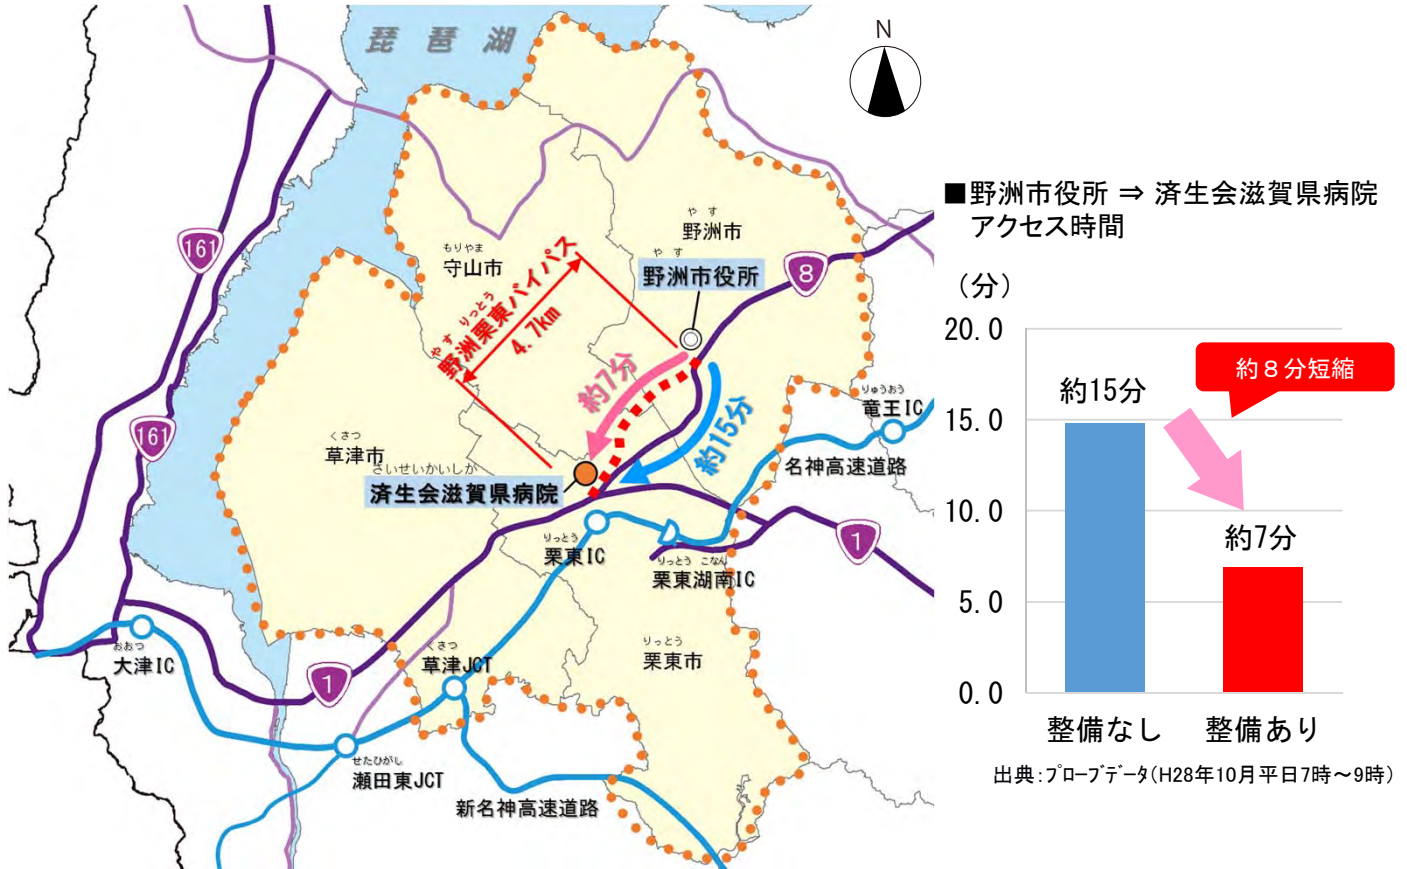 琵琶湖
N
161
161
もりやま
守山市
やす
野洲市
やす
野洲市役所
8
やす りっとう
野洲栗東バイパス
4.7km
約7分
約15分
りゅうおう
竜王IC
名神高速道路
くさつ
草津市
さいせいかいしが
済生会滋賀県病院
りっとう
栗東IC
りっとう こなん
栗東湖南IC
1
おおつ
大津IC
くさつ
草津JCT
りっとう
栗東市
1
せたひがし
瀬田東JCT
新名神高速道路
■野洲市役所 ⇒ 済生会滋賀県病院
アクセス時間
(分)
20.0
15.0
10.0
5.0
0.0
約15分
約８分短縮
約7分
整備なし
整備あり
出典:ﾌﾟﾛｰﾌﾞﾃﾞｰﾀ(H28年10月平日7時～9時)